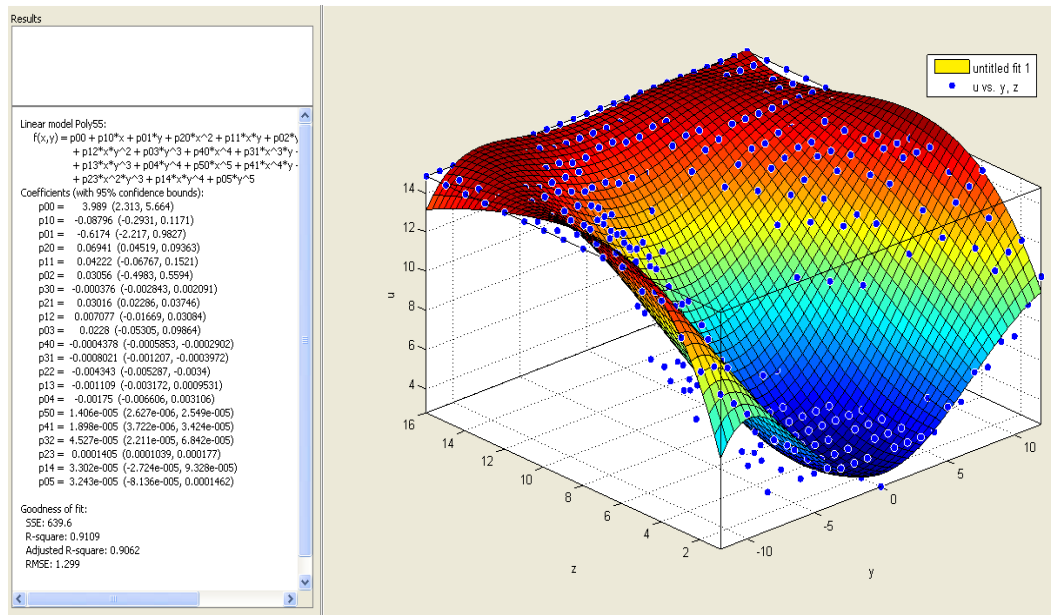 Results
Linear model Poly55:
f(x,y) = p00 + p10*x + p01*y + p20*x^2 + p11*x*y + p02*y
+ p12*x*y^2 + p03*y^3 + p40*x^4 + p31*x^3*y
+ p13*x*y^3 + p04*y^4 + p50*x^5 + p41*x^4*y
+ p23*x^2*y^3 + p14*x*y^4 + p05*y^5
Coefficients (with 95% confidence bounds):
p00 = 3.989 (2.313, 5.664)
p10 = -0.08796 (-0.2931, 0.1171)
p01 = -0.6174 (-2.217, 0.9827)
p20 = 0.06941 (0.04519, 0.09363)
p11 = 0.04222 (-0.06767, 0.1521)
p02 = 0.03056 (-0.4983, 0.5594)
p30 = -0.000376 (-0.002843, 0.002091)
p21 = 0.03016 (0.02286, 0.03746)
p12 = 0.007077 (-0.01669, 0.03084)
p03 = 0.0228 (-0.05305, 0.09864)
p40 = -0.0004378 (-0.0005853, -0.0002902)
p31 = -0.0008021 (-0.001207, -0.0003972)
p22 = -0.004343 (-0.005287, -0.0034)
p13 = -0.001109 (-0.003172, 0.0009531)
p04 = -0.00175 (-0.006606, 0.003106)
p50 = 1.406e-005 (2.627e-006, 2.549e-005)
p41 = 1.898e-005 (3.722e-006, 3.424e-005)
p32 = 4.527e-005 (2.211e-005, 6.842e-005)
p23 = 0.0001405 (0.0001039, 0.000177)
p14 = 3.302e-005 (-2.724e-005, 9.328e-005)
p05 = 3.243e-005 (-8.136e-005, 0.0001462)
Goodness of fit:
SSE: 639.6
R-square: 0.9109
Adjusted R-square: 0.9062
RMSE: 1.299
untitled fit 1
u vs. y, z
14
12
10
8
6
4
u
16
14
12
10
8
6
4
2
z
-10
-5
0
5
10
y